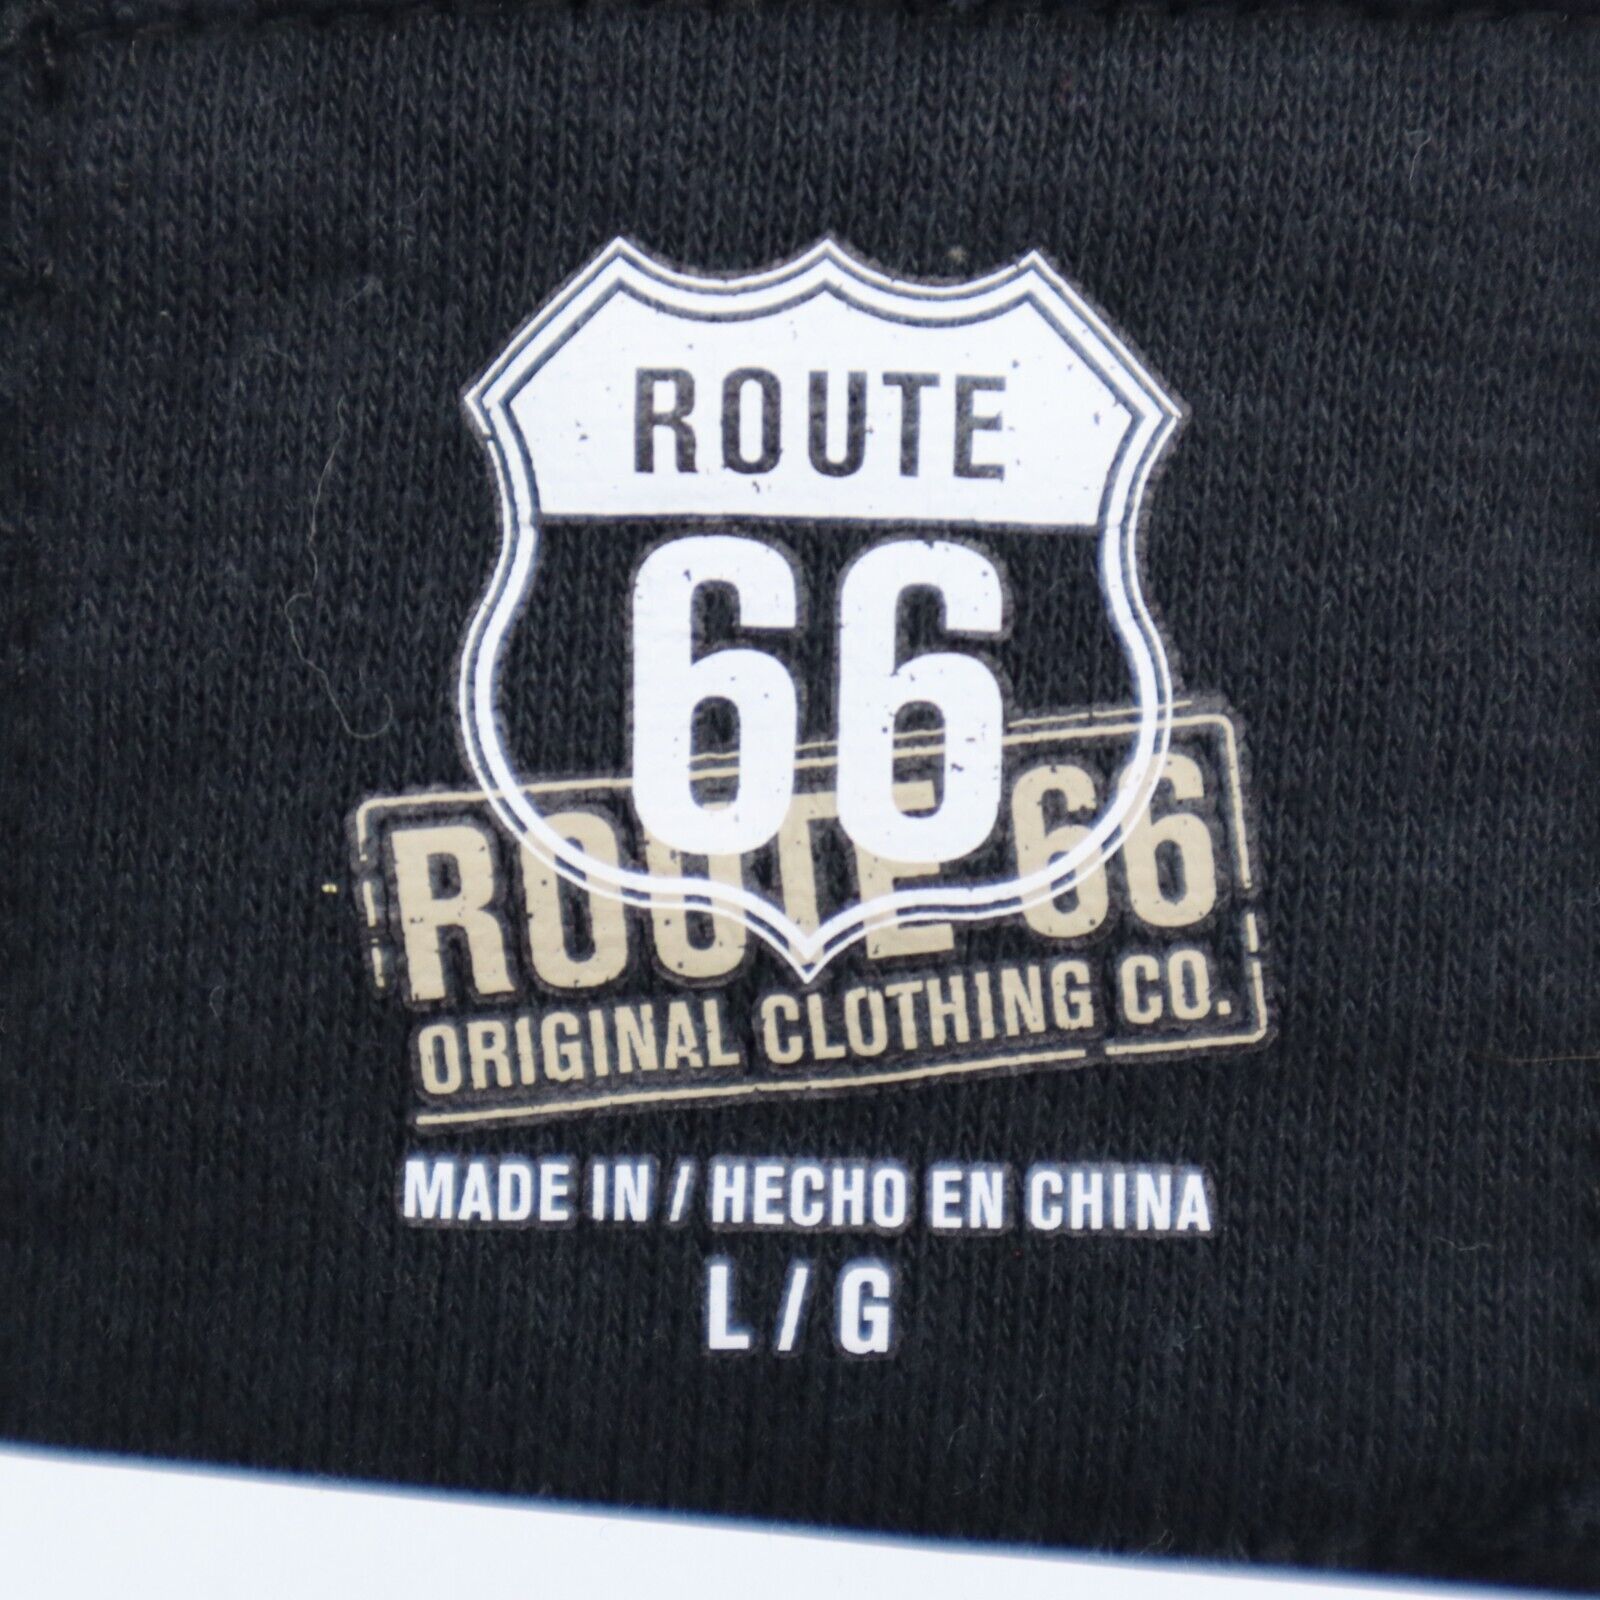 ROUTE
66
ROUTE 66
ORIGINAL CLOTHING CO.
MADE IN / HECHO EN CHINA
L / G